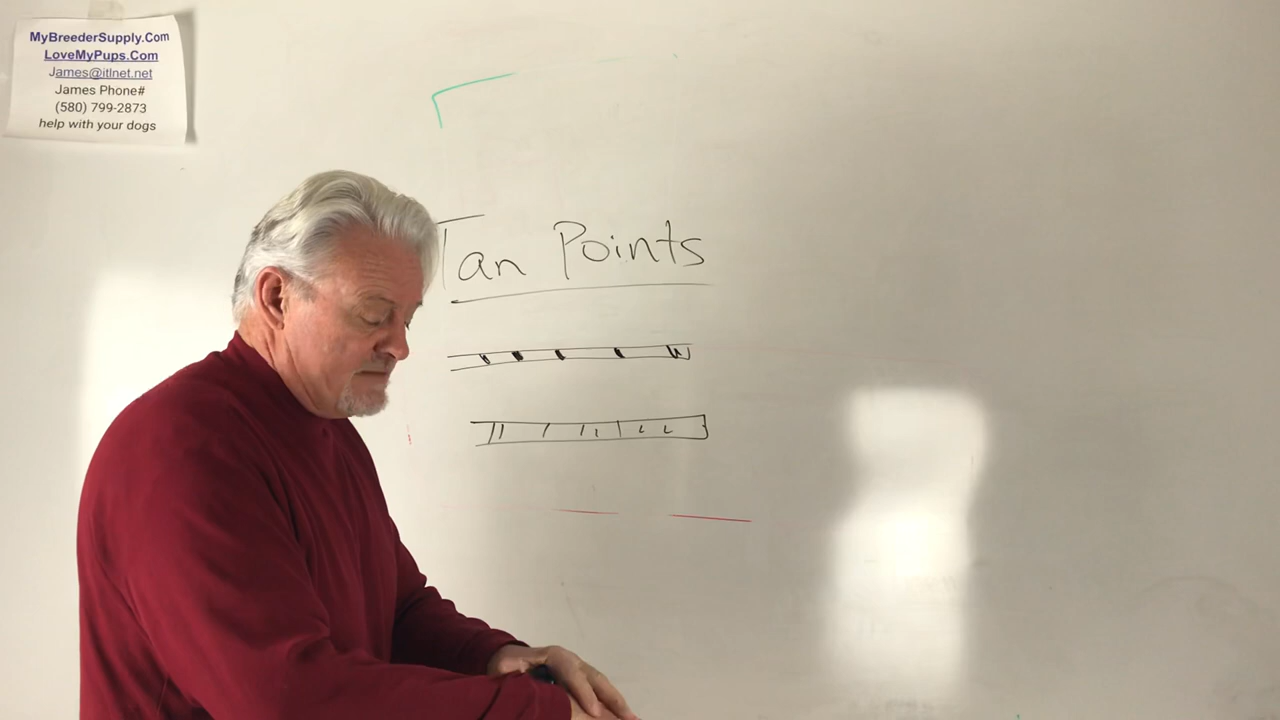 MyBreederSupply.Com
LoveMyPups.Com
James@itlnet.net
James Phone#
(580) 799-2873
help with your dogs
Tan Points